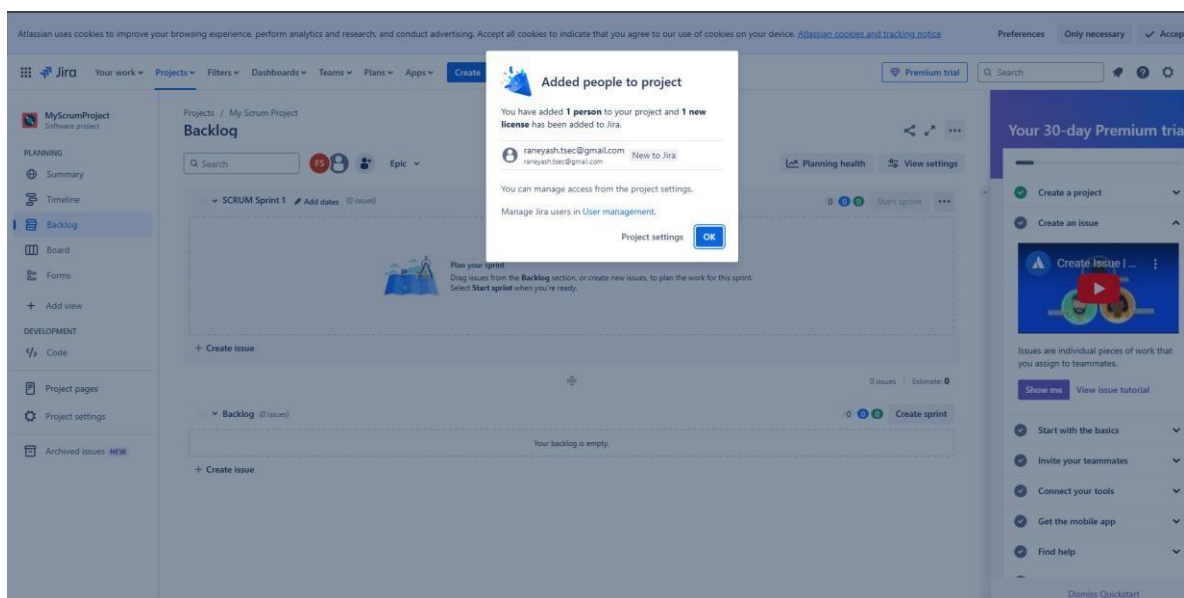 Atlassian uses cookies to improve your browsing experience, perform analytics and research, and conduct advertising. Accept all cookies to indicate that you agree to our use of cookies on your device. Atlassian cookies and tracking notice Preferences Only necessary Accep
Jira Your work Projects Filters Dashboards Teams Plans Apps Create Premium trial Search
MyScrumProject
Software project
PLANNING
Summary
Timeline
Backlog
Board
Forms
Add view
DEVELOPMENT
Code
Project pages
Project settings
Archived issues NEW
Projects / My Scrum Project
Backlog
Search FS Epic Planning health View settings
SCRUM Sprint 1 Add dates (0 issues) 0 0 0 Start sprint
Plan your sprint
Drag issues from the Backlog section, or create new issues, to plan the work for this sprint.
Select Start sprint when you're ready.
+ Create issue
0 issues Estimate: 0
Backlog (0 issues) 0 0 0 Create sprint
Your backlog is empty.
+ Create issue
Added people to project
You have added 1 person to your project and 1 new
license has been added to Jira.
raneyash.tsec@gmail.com New to Jira
raneyash.tsec@gmail.com
You can manage access from the project settings.
Manage Jira users in User management.
Project settings OK
Your 30-day Premium tria
Create a project
Create an issue
Create Issue | ...
Issues are individual pieces of work that
you assign to teammates.
Show me View issue tutorial
Start with the basics
Invite your teammates
Connect your tools
Get the mobile app
Find help
Dismiss Quickstart